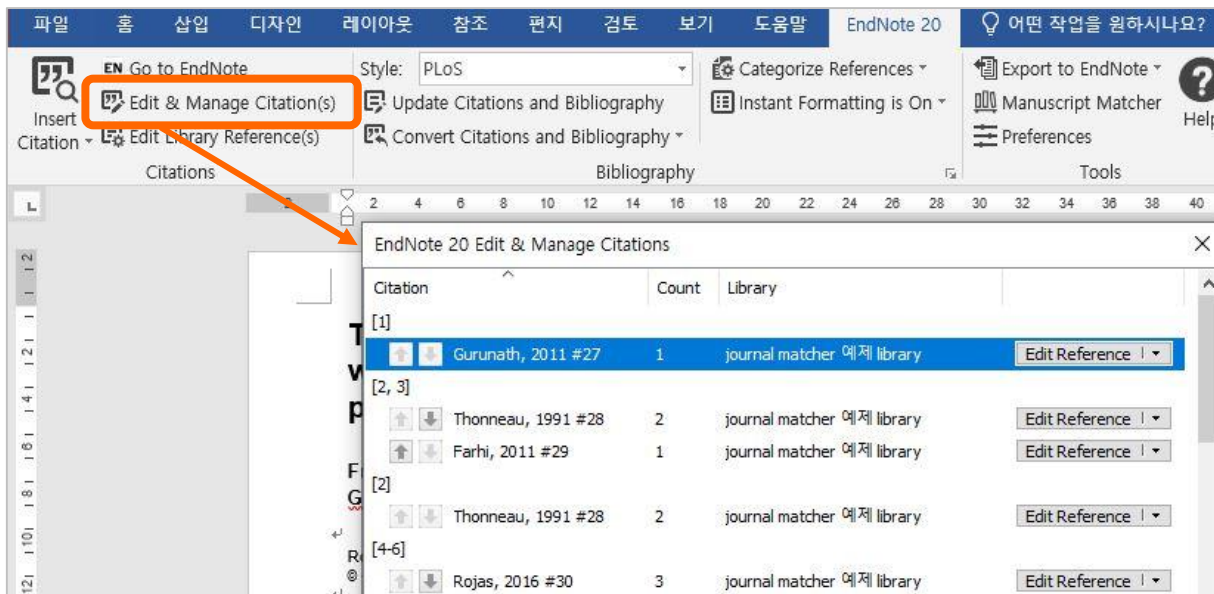 파일 홈 삽입 디자인 레이아웃 참조 편지 검토 보기 도움말 EndNote 20 어떤 작업을 원하시나요?
EN Go to EndNote Style: PLoS Categorize References Export to EndNote
Edit & Manage Citation(s) Update Citations and Bibliography Instant Formatting is On Manuscript Matcher
Insert Citation Edit Library Reference(s) Convert Citations and Bibliography Preferences Help
Citations Bibliography Tools
2 2 4 6 8 10 12 14 16 18 20 22 24 26 28 30 32 34 36 38 40
EndNote 20 Edit & Manage Citations
Citation Count Library
[1]
Gurunath, 2011 #27 1 journal matcher 예제 library Edit Reference
[2, 3]
Thonneau, 1991 #28 2 journal matcher 예제 library Edit Reference
Farhi, 2011 #29 1 journal matcher 예제 library Edit Reference
[2]
Thonneau, 1991 #28 2 journal matcher 예제 library Edit Reference
[4-6]
Rojas, 2016 #30 3 journal matcher 예제 library Edit Reference